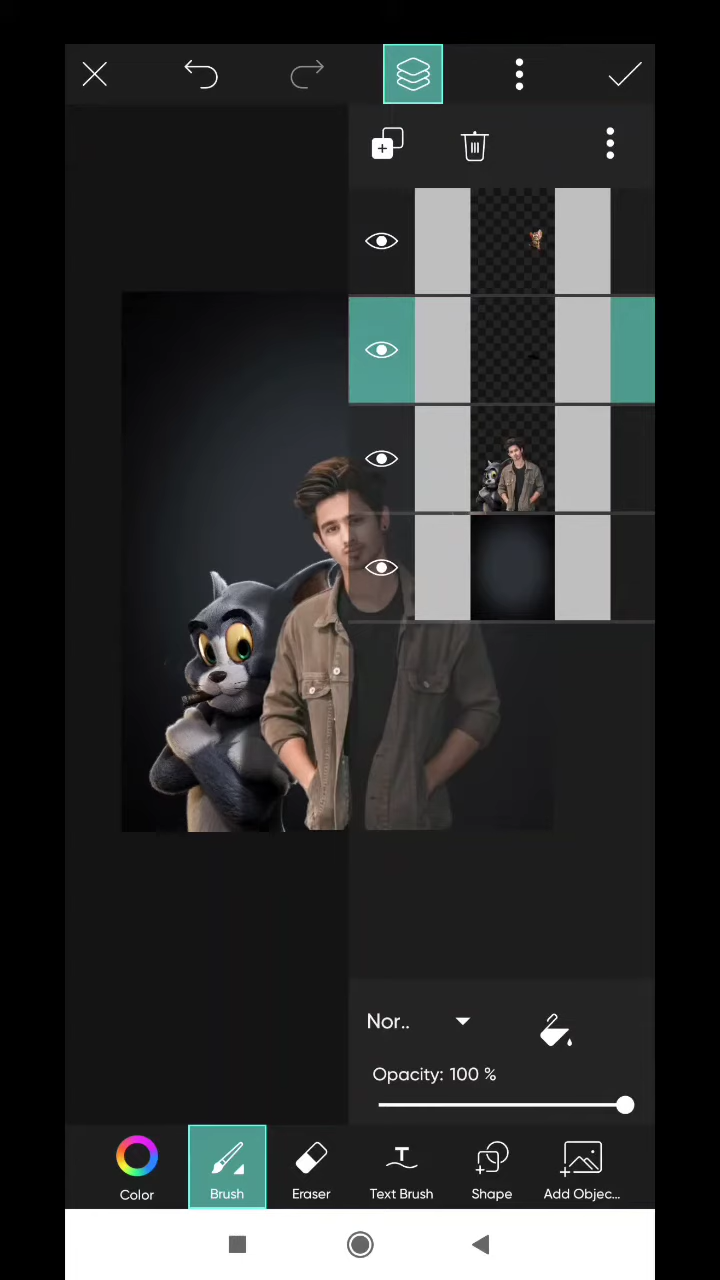 Nor..
Opacity: 100 %
Color
Brush
Eraser
Text Brush
Shape
Add Objec...